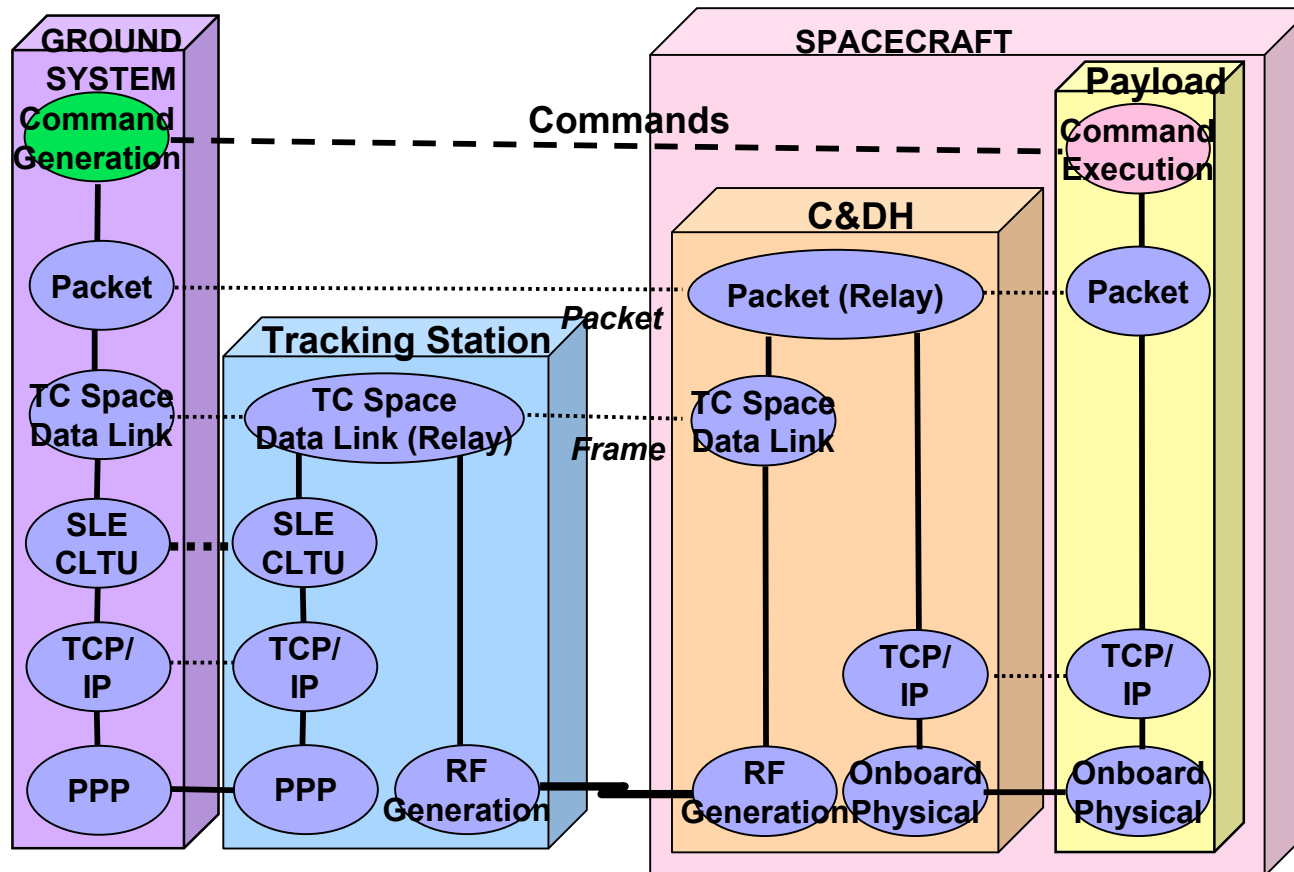 GROUND
SYSTEM
Command
Generation
Packet
TC Space
Data Link
SLE
CLTU
TCP/
IP
PPP
Tracking Station
TC Space
Data Link (Relay)
SLE
CLTU
TCP/
IP
PPP
RF
Generation
Commands
Packet
Frame
SPACECRAFT
C&DH
Packet (Relay)
TC Space
Data Link
RF
Generation
TCP/
IP
Onboard
Physical
Payload
Command
Execution
Packet
TCP/
IP
Onboard
Physical